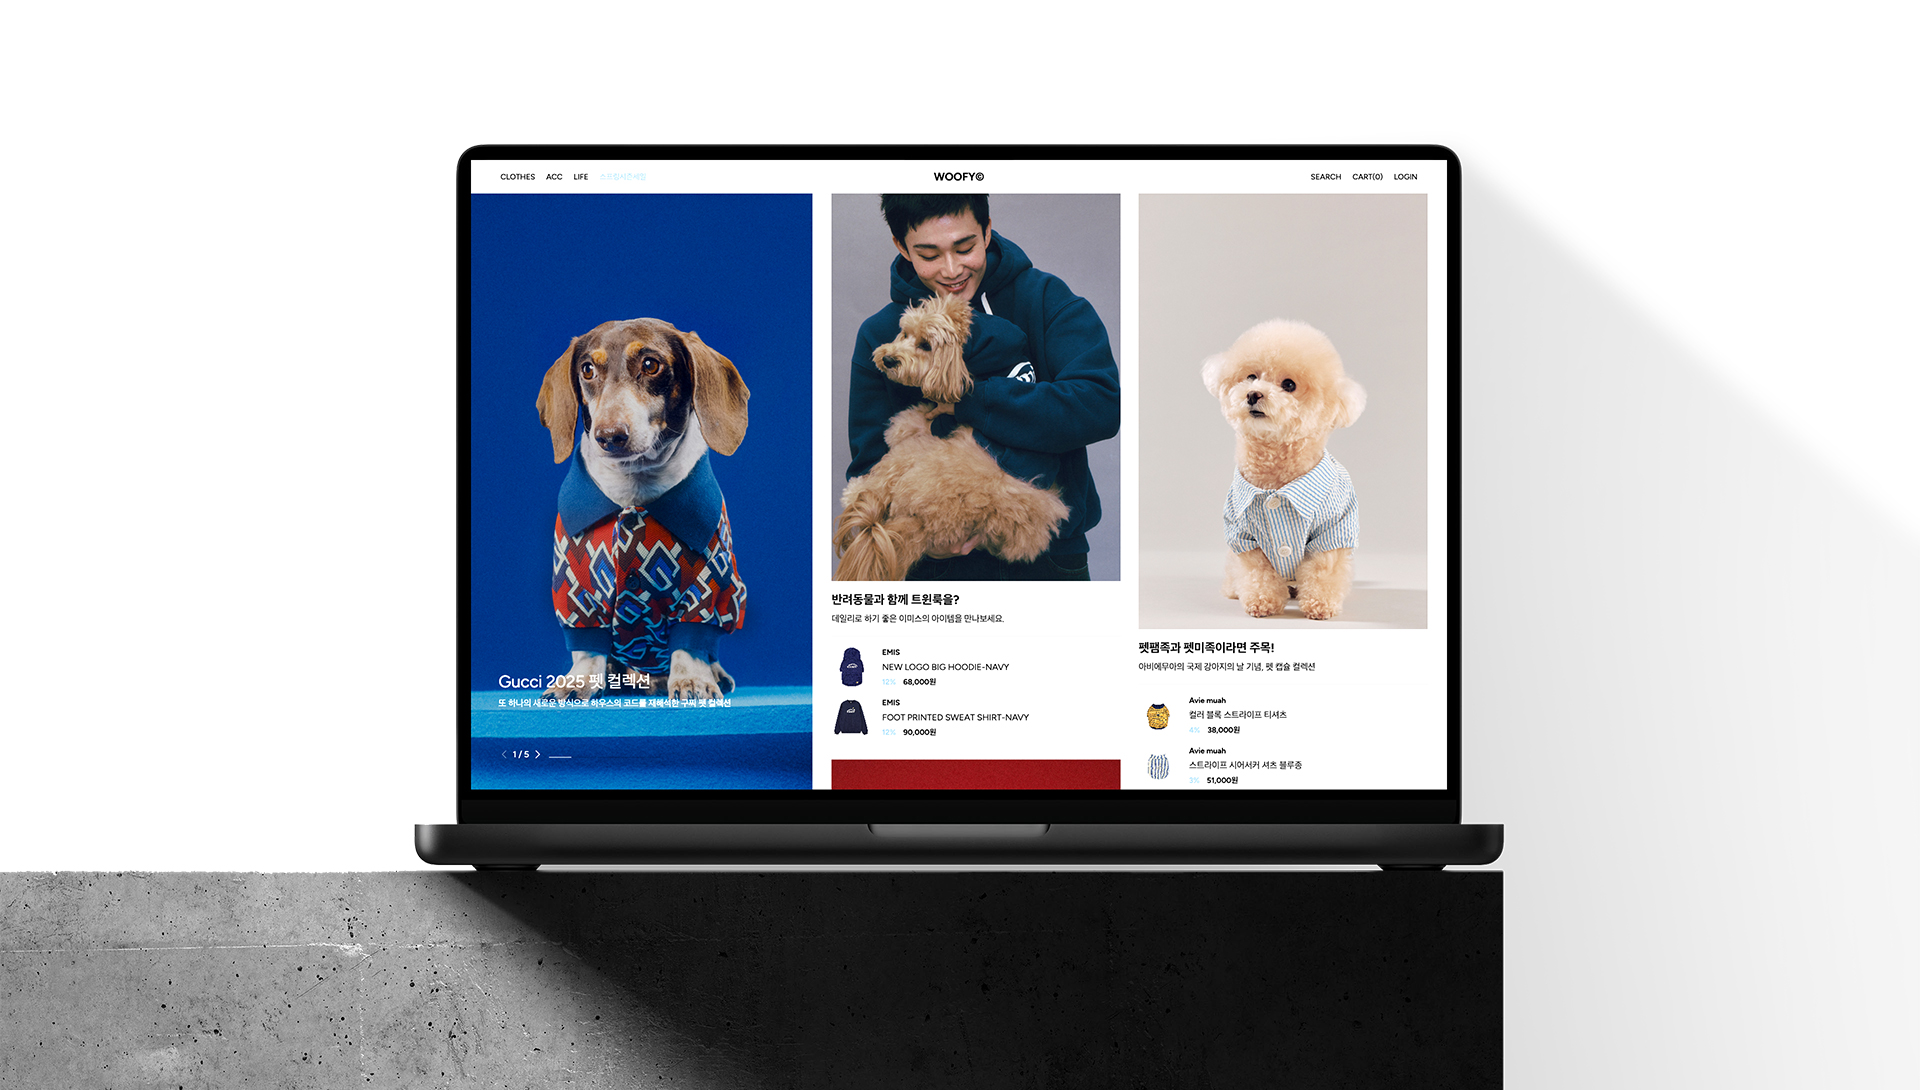 CLOTHES ACC LIFE 스프링시즌세일
WOOFY©
SEARCH CART(0) LOGIN
Gucci 2025 펫 컬렉션
또 하나의 새로운 방식으로 하우스의 코드를 재해석한 구찌 펫 컬렉션
1 / 5
반려동물과 함께 트윈룩을?
데일리로 하기 좋은 이미스의 아이템을 만나보세요.
EMIS
NEW LOGO BIG HOODIE-NAVY
12% 68,000원
EMIS
FOOT PRINTED SWEAT SHIRT-NAVY
12% 90,000원
펫팸족과 펫미족이라면 주목!
아비에무아의 국제 강아지의 날 기념, 펫 캡슐 컬렉션
Avie muah
컬러 블록 스트라이프 티셔츠
4% 38,000원
Avie muah
스트라이프 시어서커 셔츠 블루종
3% 51,000원